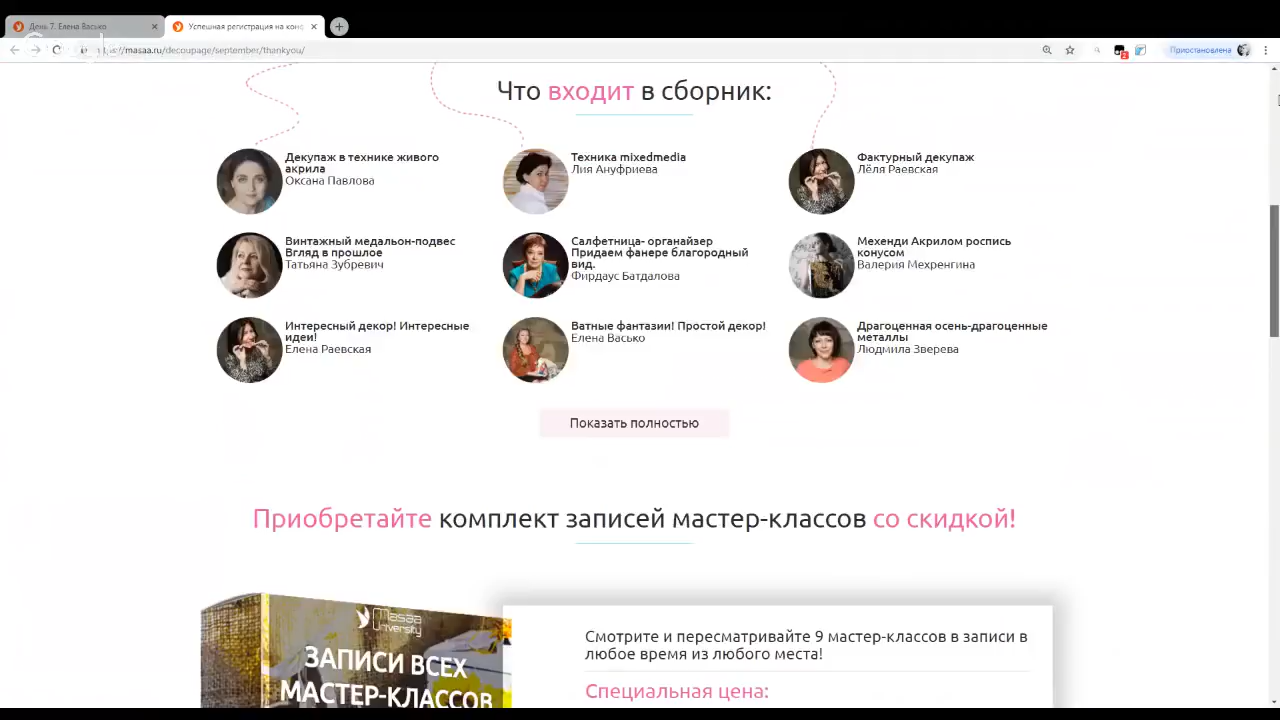 День 7. Елена Васько
Успешная регистрация на кон
//masaa.ru/decoupage/september/thankyou/
2
Приостановлена
Что входит в сборник:
Декупаж в технике живого
акрила
Оксана Павлова
Техника mixedmedia
Лия Ануфриева
Фактурный декупаж
Лёля Раевская
Винтажный медальон-подвес
Вгляд в прошлое
Татьяна Зубревич
Салфетница- органайзер
Придаем фанере благородный
вид.
Фирдаус Батдалова
Мехенди Акрилом роспись
конусом
Валерия Мехренгина
Интересный декор! Интересные
идеи!
Елена Раевская
Ватные фантазии! Простой декор!
Елена Васько
Драгоценная осень-драгоценные
металлы
Людмила Зверева
Показать полностью
Приобретайте комплект записей мастер-классов со скидкой!
Masaa
University
ЗАПИСИ ВСЕХ
МАСТЕР-КЛАССОВ
Смотрите и пересматривайте 9 мастер-классов в записи в
любое время из любого места!
Специальная цена: